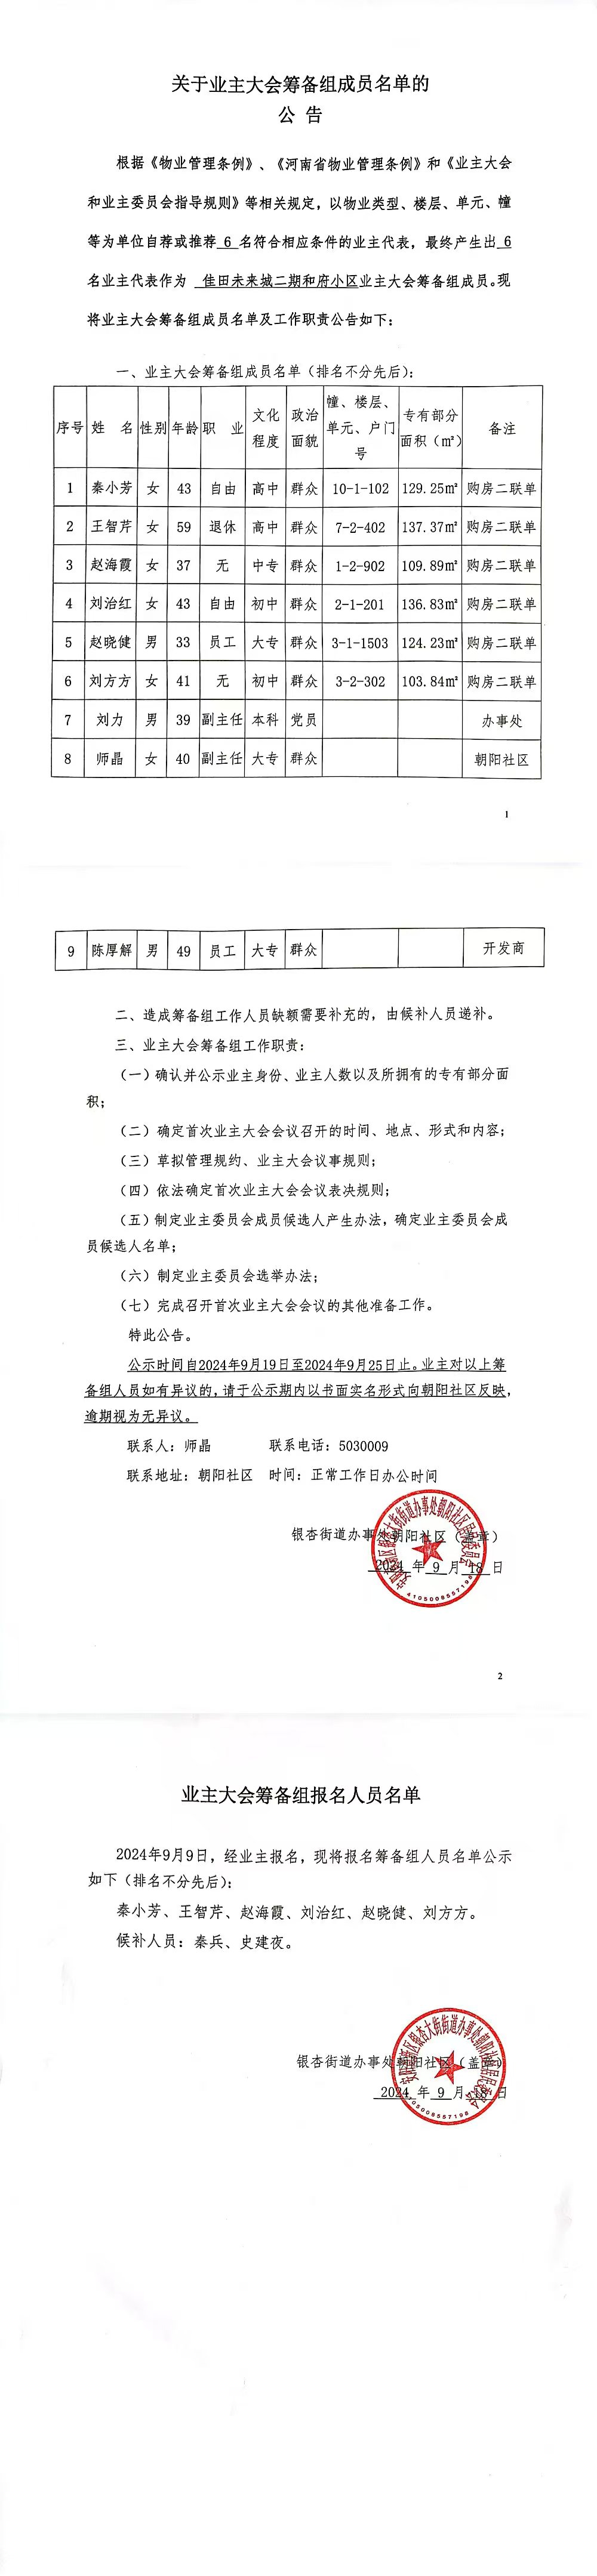 关于业主大会筹备组成员名单的
公 告
根据《物业管理条例》、《河南省物业管理条例》和《业主大会
和业主委员会指导规则》等相关规定，以物业类型、楼层、单元、幢
等为单位自荐或推荐 6 名符合相应条件的业主代表，最终产生出 6
名业主代表作为 佳田未来城二期和府小区业主大会筹备组成员。现
将业主大会筹备组成员名单及工作职责公告如下：
一、业主大会筹备组成员名单（排名不分先后）：
序号 姓 名 性别 年龄 职 业 文化程度 政治面貌 幢、楼层、单元、户门号 专有部分面积（㎡） 备注
1 秦小芳 女 43 自由 高中 群众 10-1-102 129.25㎡ 购房二联单
2 王智芹 女 59 退休 高中 群众 7-2-402 137.37㎡ 购房二联单
3 赵海霞 女 37 无 中专 群众 1-2-902 109.89㎡ 购房二联单
4 刘治红 女 43 自由 初中 群众 2-1-201 136.83㎡ 购房二联单
5 赵晓健 男 33 员工 大专 群众 3-1-1503 124.23㎡ 购房二联单
6 刘方方 女 41 无 初中 群众 3-2-302 103.84㎡ 购房二联单
7 刘力 男 39 副主任 本科 党员 办事处
8 师晶 女 40 副主任 大专 群众 朝阳社区
1
9 陈厚解 男 49 员工 大专 群众 开发商
二、造成筹备组工作人员缺额需要补充的，由候补人员递补。
三、业主大会筹备组工作职责：
（一）确认并公示业主身份、业主人数以及所拥有的专有部分面
积；
（二）确定首次业主大会会议召开的时间、地点、形式和内容；
（三）草拟管理规约、业主大会议事规则；
（四）依法确定首次业主大会会议表决规则；
（五）制定业主委员会成员候选人产生办法，确定业主委员会成
员候选人名单；
（六）制定业主委员会选举办法；
（七）完成召开首次业主大会会议的其他准备工作。
特此公告。
公示时间自2024年9月19日至2024年9月25日止。业主对以上筹
备组人员如有异议的，请于公示期内以书面实名形式向朝阳社区反映，
逾期视为无异议。
联系人：师晶 联系电话：5030009
联系地址：朝阳社区 时间：正常工作日办公时间
银杏街道办事处朝阳社区（盖章）
2024 年 9 月 18 日
4105008557198
2
业主大会筹备组报名人员名单
2024年9月9日，经业主报名，现将报名筹备组人员名单公示
如下（排名不分先后）：
秦小芳、王智芹、赵海霞、刘治红、赵晓健、刘方方。
候补人员：秦兵、史建夜。
银杏街道办事处朝阳社区（盖章）
2024 年 9 月 18 日